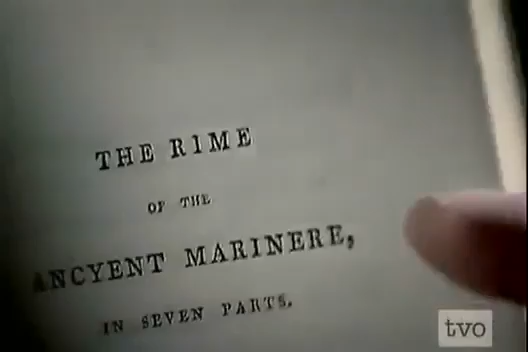 THE RIME
OF THE
ANCYENT MARINERE,
IN SEVEN PARTS.
tvo